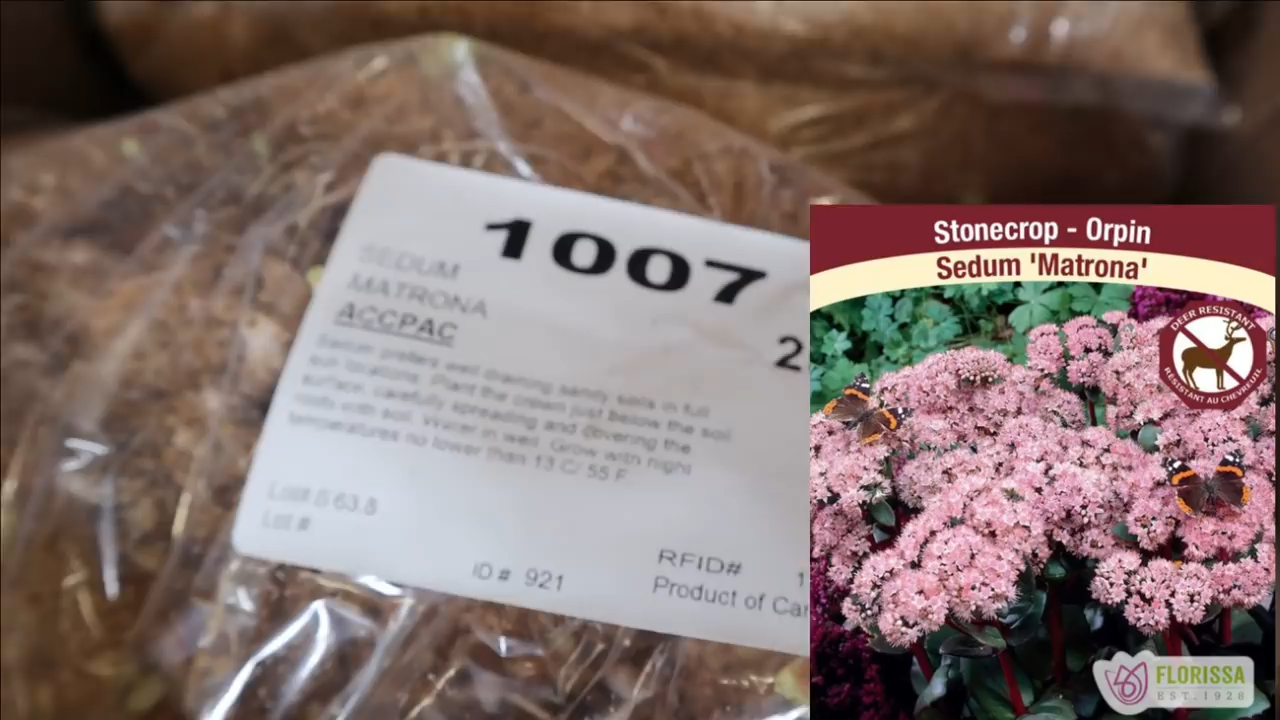 1007
2
SEDUM
MATRONA
ACCPAC
Sedum prefers well draining sandy soils in full
sun locations. Plant the crown just below the soil
surface, carefully spreading and covering the
roots with soil. Water in well. Grow with night
temperatures no lower than 13 C/ 55 F
63.8
Lot #
ID # 921
RFID# 1
Product of Ca
Stonecrop - Orpin
Sedum 'Matrona'
DEER RESISTANT
RÉSISTANT AU CHEVREUIL
FLORISSA
EST. 1928